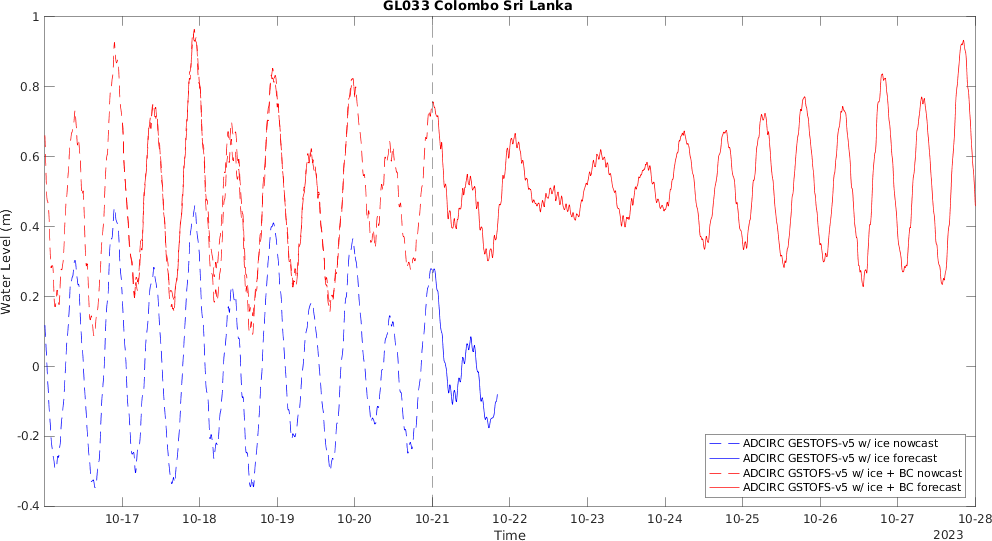 GL033 Colombo Sri Lanka
1
0.8
0.6
0.4
0.2
0
-0.2
-0.4
Water Level (m)
10-17 10-18 10-19 10-20 10-21 10-22 10-23 10-24 10-25 10-26 10-27 10-28
Time
2023
ADCIRC GESTOFS-v5 w/ ice nowcast
ADCIRC GESTOFS-v5 w/ ice forecast
ADCIRC GSTOFS-v5 w/ ice + BC nowcast
ADCIRC GSTOFS-v5 w/ ice + BC forecast